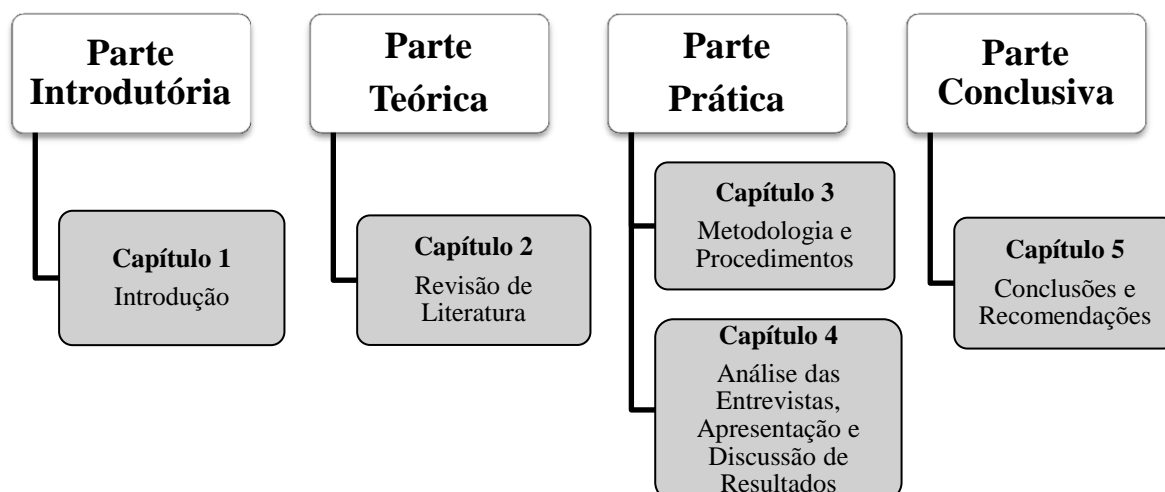 Parte
Introdutória
Capítulo 1
Introdução
Parte
Teórica
Capítulo 2
Revisão de
Literatura
Parte
Prática
Capítulo 3
Metodologia e
Procedimentos
Capítulo 4
Análise das
Entrevistas,
Apresentação e
Discussão de
Resultados
Parte
Conclusiva
Capítulo 5
Conclusões e
Recomendações